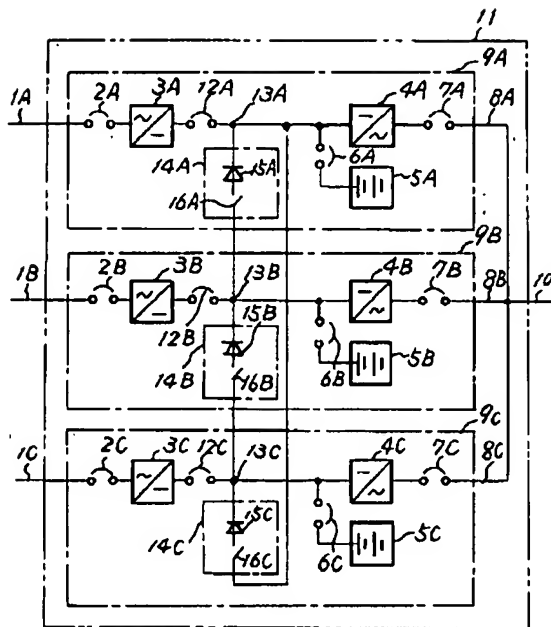 11
9A
1A 2A 3A 12A 13A 4A 7A 8A
14A 15A 6A 5A
16A
9B
1B 2B 3B 13B 4B 7B 8B 10
12B 15B
14B 16B 6B 5B
9C
1C 2C 3C 12C 13C 4C 7C 8C
15C
14C 16C 6C 5C